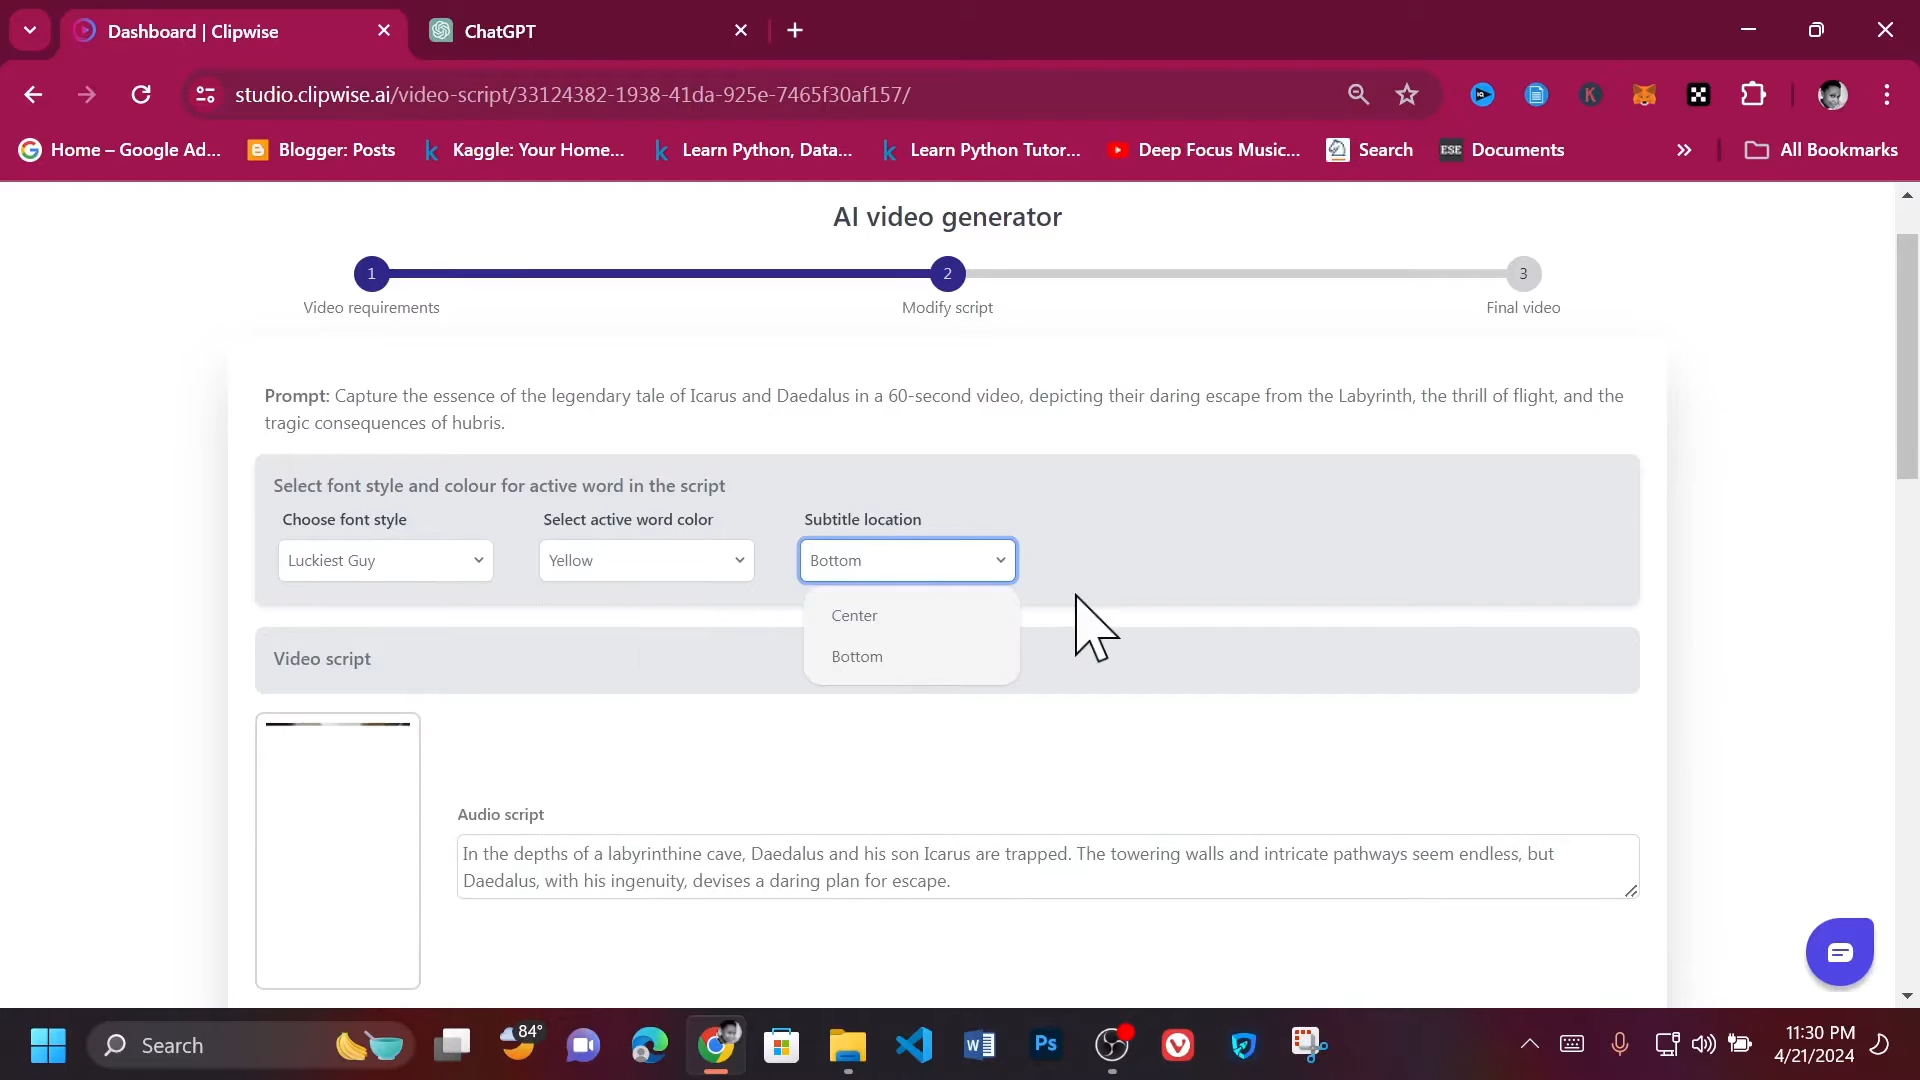 Dashboard | Clipwise
ChatGPT
studio.clipwise.ai/video-script/33124382-1938-41da-925e-7465f30af157/
Home – Google Ad...
Blogger: Posts
Kaggle: Your Home...
Learn Python, Data...
Learn Python Tutor...
Deep Focus Music...
Search
ESE Documents
All Bookmarks
AI video generator
1
2
3
Video requirements
Modify script
Final video
Prompt: Capture the essence of the legendary tale of Icarus and Daedalus in a 60-second video, depicting their daring escape from the Labyrinth, the thrill of flight, and the
tragic consequences of hubris.
Select font style and colour for active word in the script
Choose font style
Select active word color
Subtitle location
Luckiest Guy
Yellow
Bottom
Center
Bottom
Video script
Audio script
In the depths of a labyrinthine cave, Daedalus and his son Icarus are trapped. The towering walls and intricate pathways seem endless, but
Daedalus, with his ingenuity, devises a daring plan for escape.
Search
84°
Ps
11:30 PM
4/21/2024